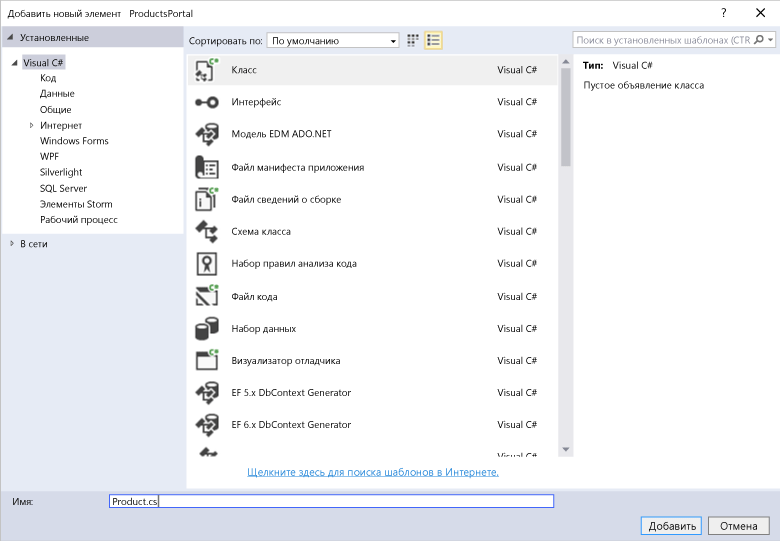 Добавить новый элемент ProductsPortal
?
Установленные
Visual C#
Код
Данные
Общие
Интернет
Windows Forms
WPF
Silverlight
SQL Server
Элементы Storm
Рабочий процесс
В сети
Сортировать по: По умолчанию
Класс Visual C#
Интерфейс Visual C#
Модель EDM ADO.NET Visual C#
Файл манифеста приложения Visual C#
Файл сведений о сборке Visual C#
Схема класса Visual C#
Набор правил анализа кода Visual C#
Файл кода Visual C#
Набор данных Visual C#
Визуализатор отладчика Visual C#
EF 5.x DbContext Generator Visual C#
EF 6.x DbContext Generator Visual C#
Щелкните здесь для поиска шаблонов в Интернете.
Поиск в установленных шаблонах (CTR
Тип: Visual C#
Пустое объявление класса
Имя: Product.cs
Добавить Отмена